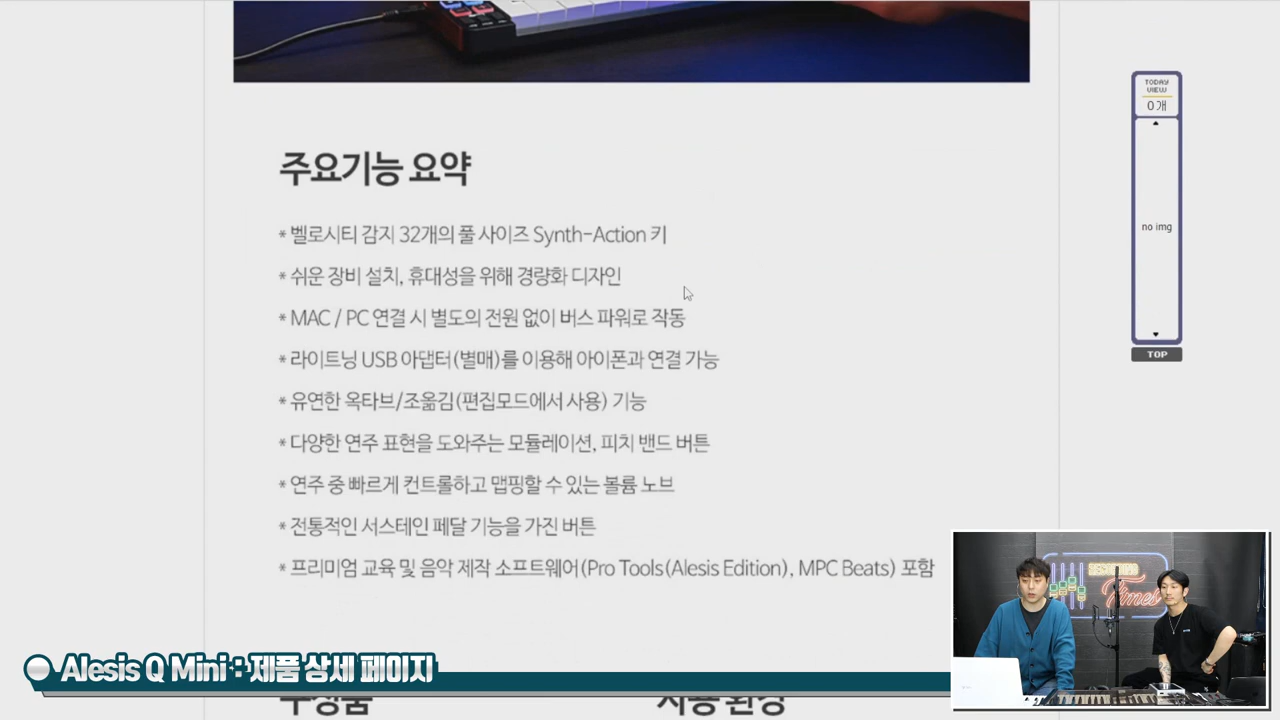 주요기능 요약
* 벨로시티 감지 32개의 풀 사이즈 Synth-Action 키
* 쉬운 장비 설치, 휴대성을 위해 경량화 디자인
* MAC / PC 연결 시 별도의 전원 없이 버스 파워로 작동
* 라이트닝 USB 아댑터(별매)를 이용해 아이폰과 연결 가능
* 유연한 옥타브/조옮김(편집모드에서 사용) 기능
* 다양한 연주 표현을 도와주는 모듈레이션, 피치 밴드 버튼
* 연주 중 빠르게 컨트롤하고 맵핑할 수 있는 볼륨 노브
* 전통적인 서스테인 페달 기능을 가진 버튼
* 프리미엄 교육 및 음악 제작 소프트웨어(Pro Tools(Alesis Edition), MPC Beats) 포함
TODAY
VIEW
0개
no img
TOP
Times
Alesis Q Mini : 제품 상세 페이지
구성품
사용 환경